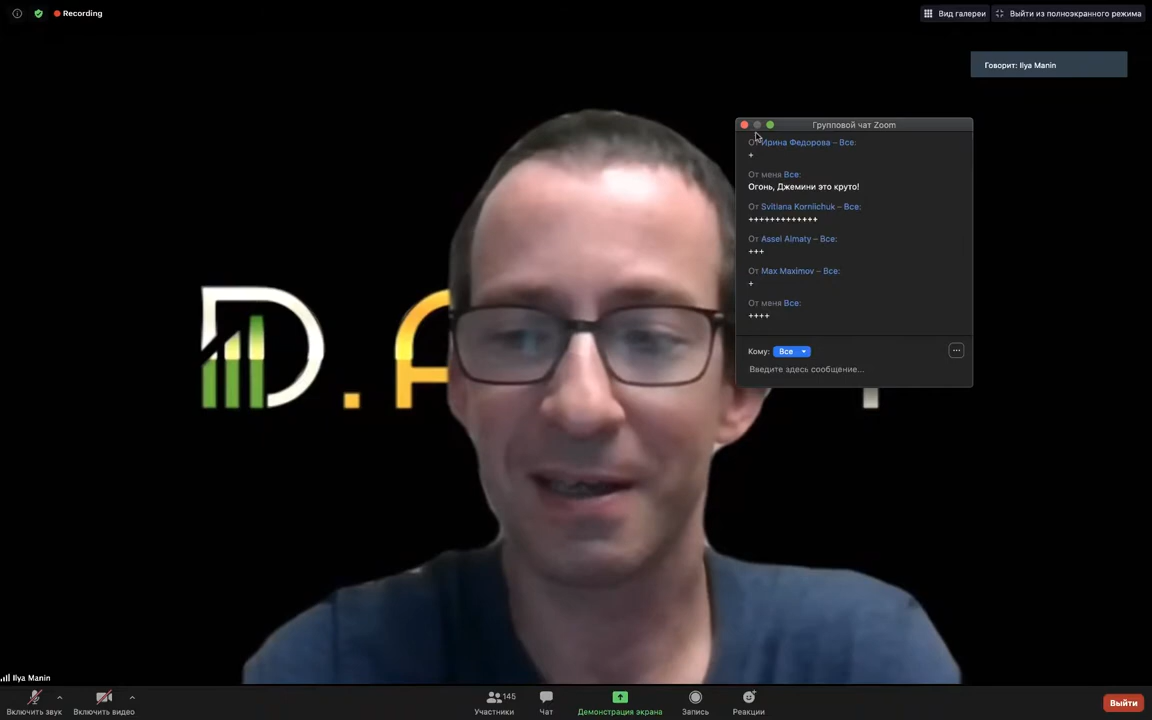 Recording
Вид галереи
Выйти из полноэкранного режима
Говорит: Ilya Manin
Групповой чат Zoom
От Ирина Федорова – Все:
+
От меня Все:
Огонь, Джемини это круто!
От Svitlana Korniichuk – Все:
+++++++++++++
От Assel Almaty – Все:
+++
От Max Maximov – Все:
+
От меня Все:
++++
Кому: Все
Введите здесь сообщение...
D.
Ilya Manin
Включить звук
Включить видео
145
Участники
Чат
Демонстрация экрана
Запись
Реакции
Выйти